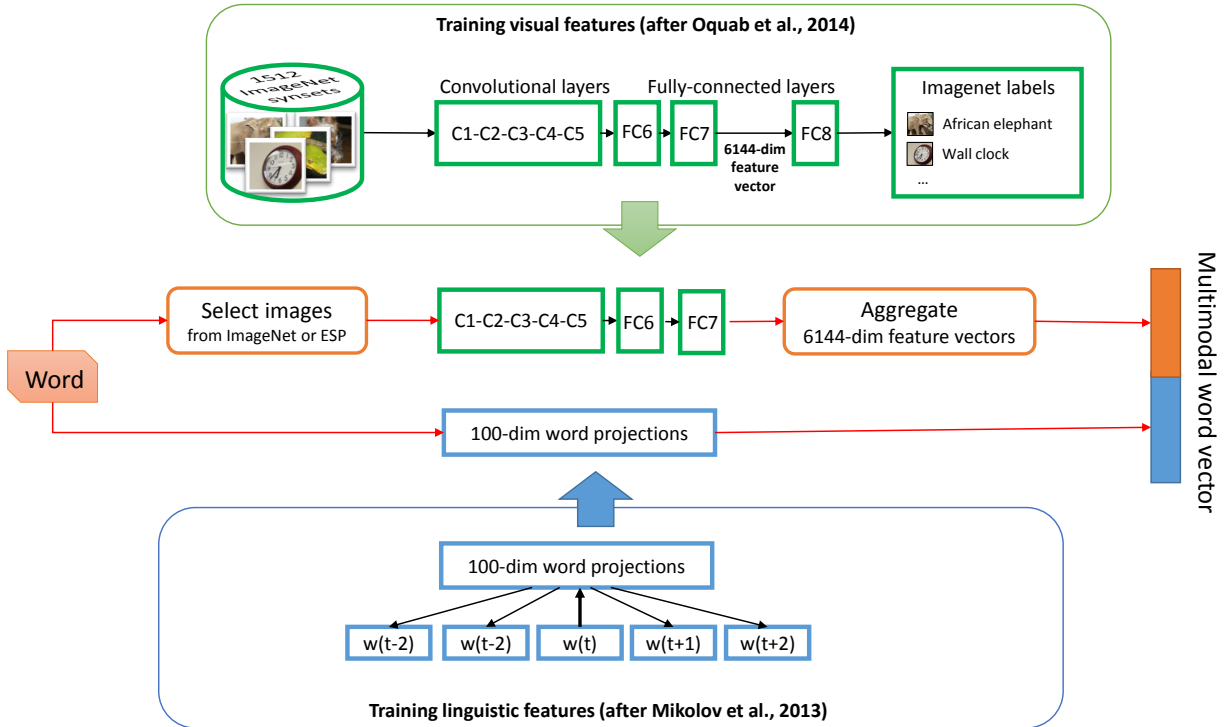 Training visual features (after Oquab et al., 2014)
1512
ImageNet
synsets
Convolutional layers
Fully-connected layers
C1-C2-C3-C4-C5
FC6
FC7
6144-dim
feature
vector
FC8
Imagenet labels
African elephant
Wall clock
...
Word
Select images
from ImageNet or ESP
C1-C2-C3-C4-C5
FC6
FC7
Aggregate
6144-dim feature vectors
100-dim word projections
Multimodal word vector
100-dim word projections
w(t-2)
w(t-2)
w(t)
w(t+1)
w(t+2)
Training linguistic features (after Mikolov et al., 2013)